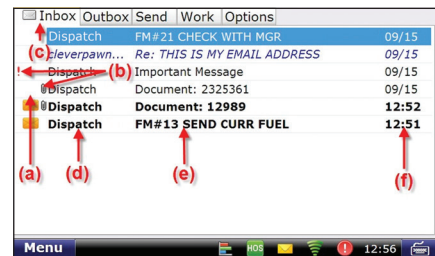 Inbox Outbox Send Work Options
Dispatch FM#21 CHECK WITH MGR 09/15
(c)
cleverpawn... Re: THIS IS MY EMAIL ADDRESS 09/15
! Dispatch (b) Important Message 09/15
Dispatch Document: 2325361 09/15
Dispatch Document: 12989 12:52
Dispatch FM#13 SEND CURR FUEL 12:51
(a) (d) (e) (f)
Menu HOS ! 12:56